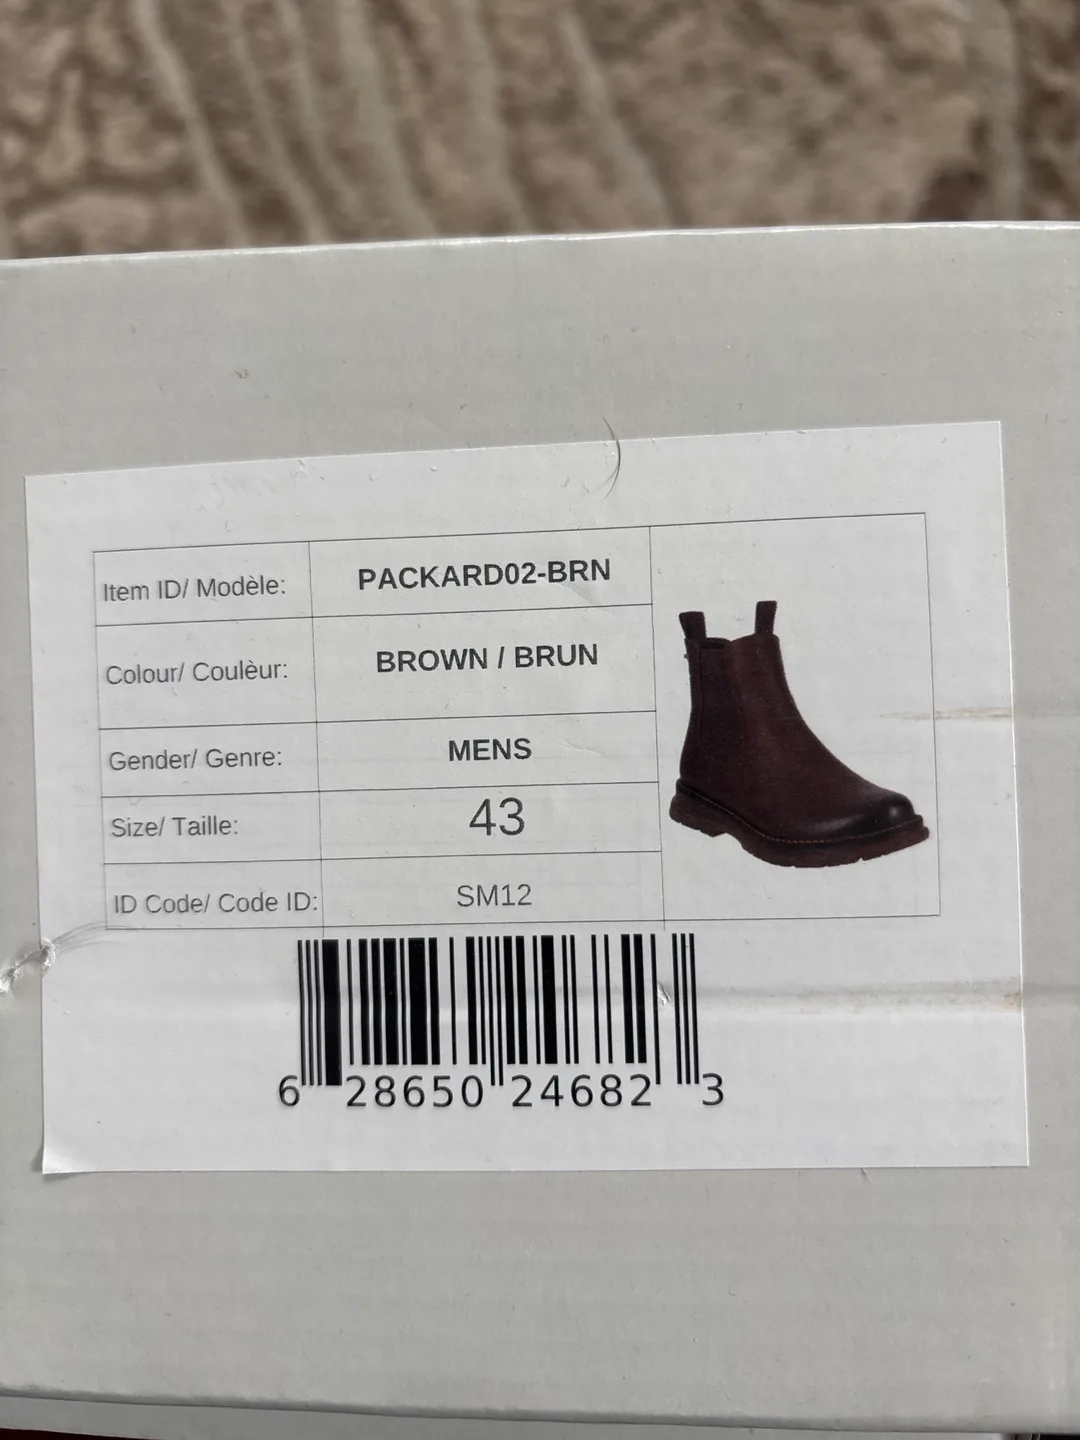 Item ID/ Modèle: PACKARD02-BRN
Colour/ Coulèur: BROWN / BRUN
Gender/ Genre: MENS
Size/ Taille: 43
ID Code/ Code ID: SM12
6 28650 24682 3